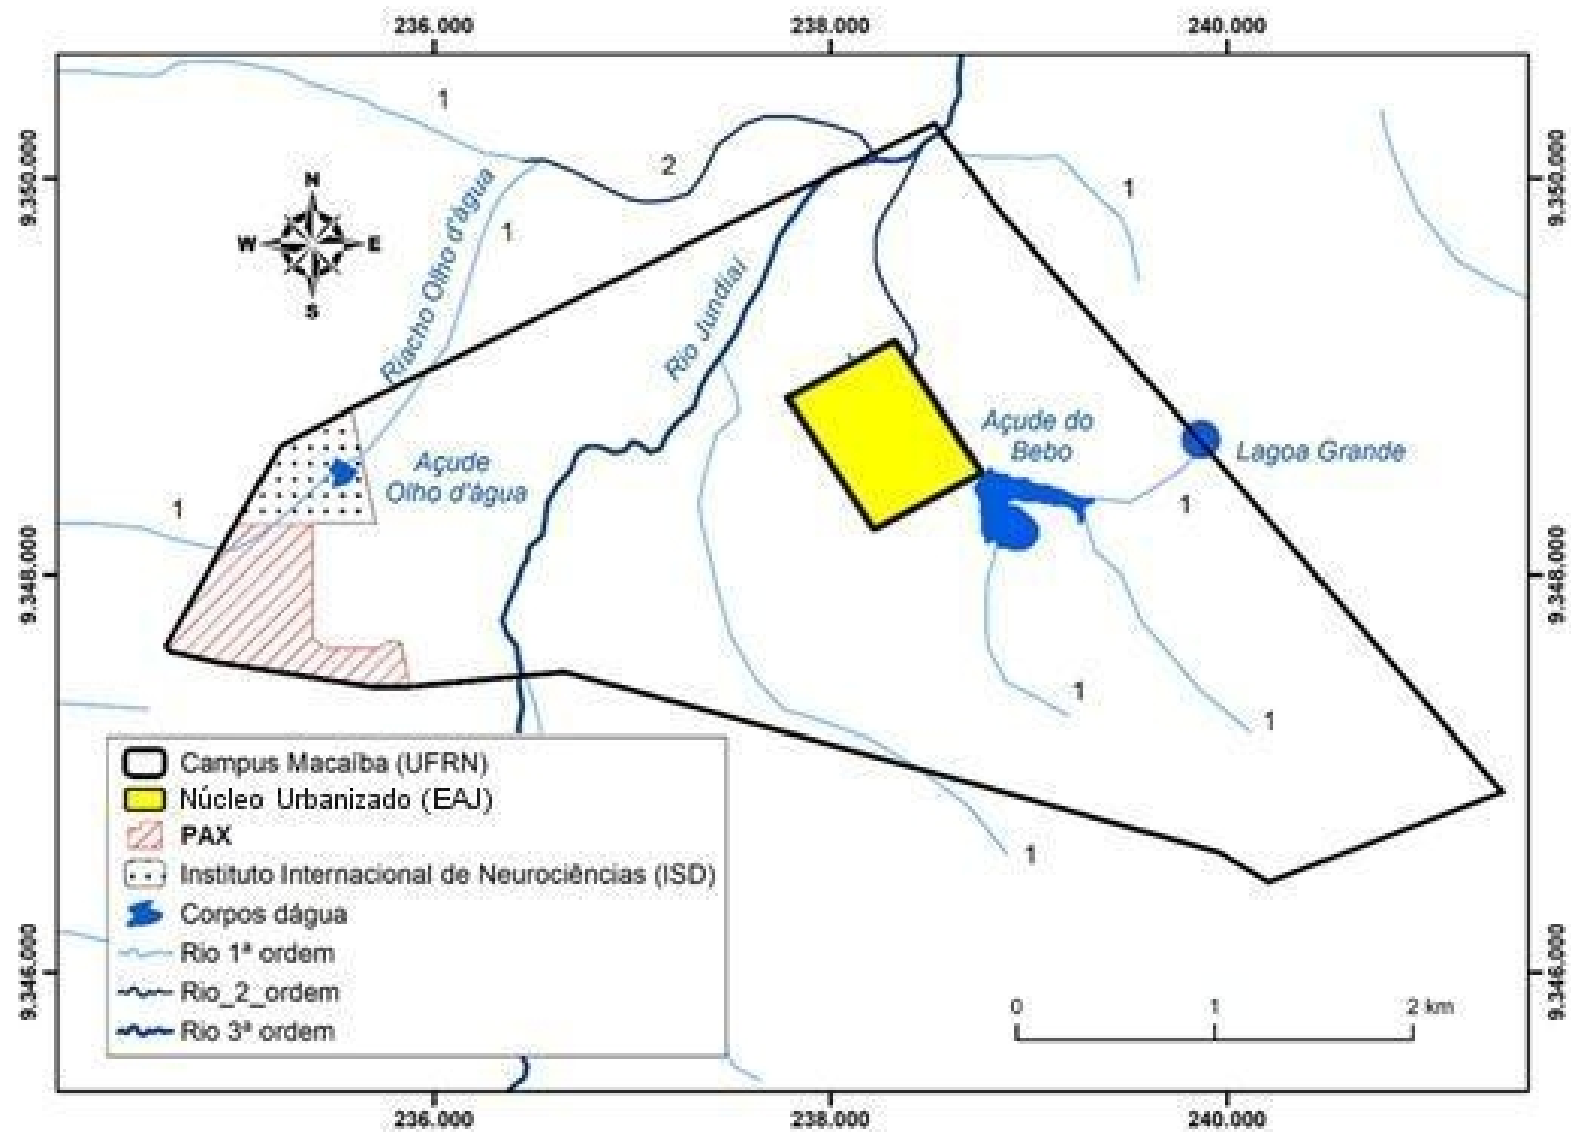 236.000
238.000
240.000
1
2
9.350.000
9.350.000
N
W
E
S
Riacho Olho d'água
1
1
Rio Jundiaí
Açude do
Bebo
Lagoa Grande
Açude
Olho d'água
1
1
9.348.000
9.348.000
1
1
1
Campus Macaíba (UFRN)
Núcleo Urbanizado (EAJ)
PAX
Instituto Internacional de Neurociências (ISD)
Corpos dágua
Rio 1ª ordem
Rio_2_ordem
Rio 3ª ordem
9.346.000
9.346.000
0
1
2 km
236.000
238.000
240.000